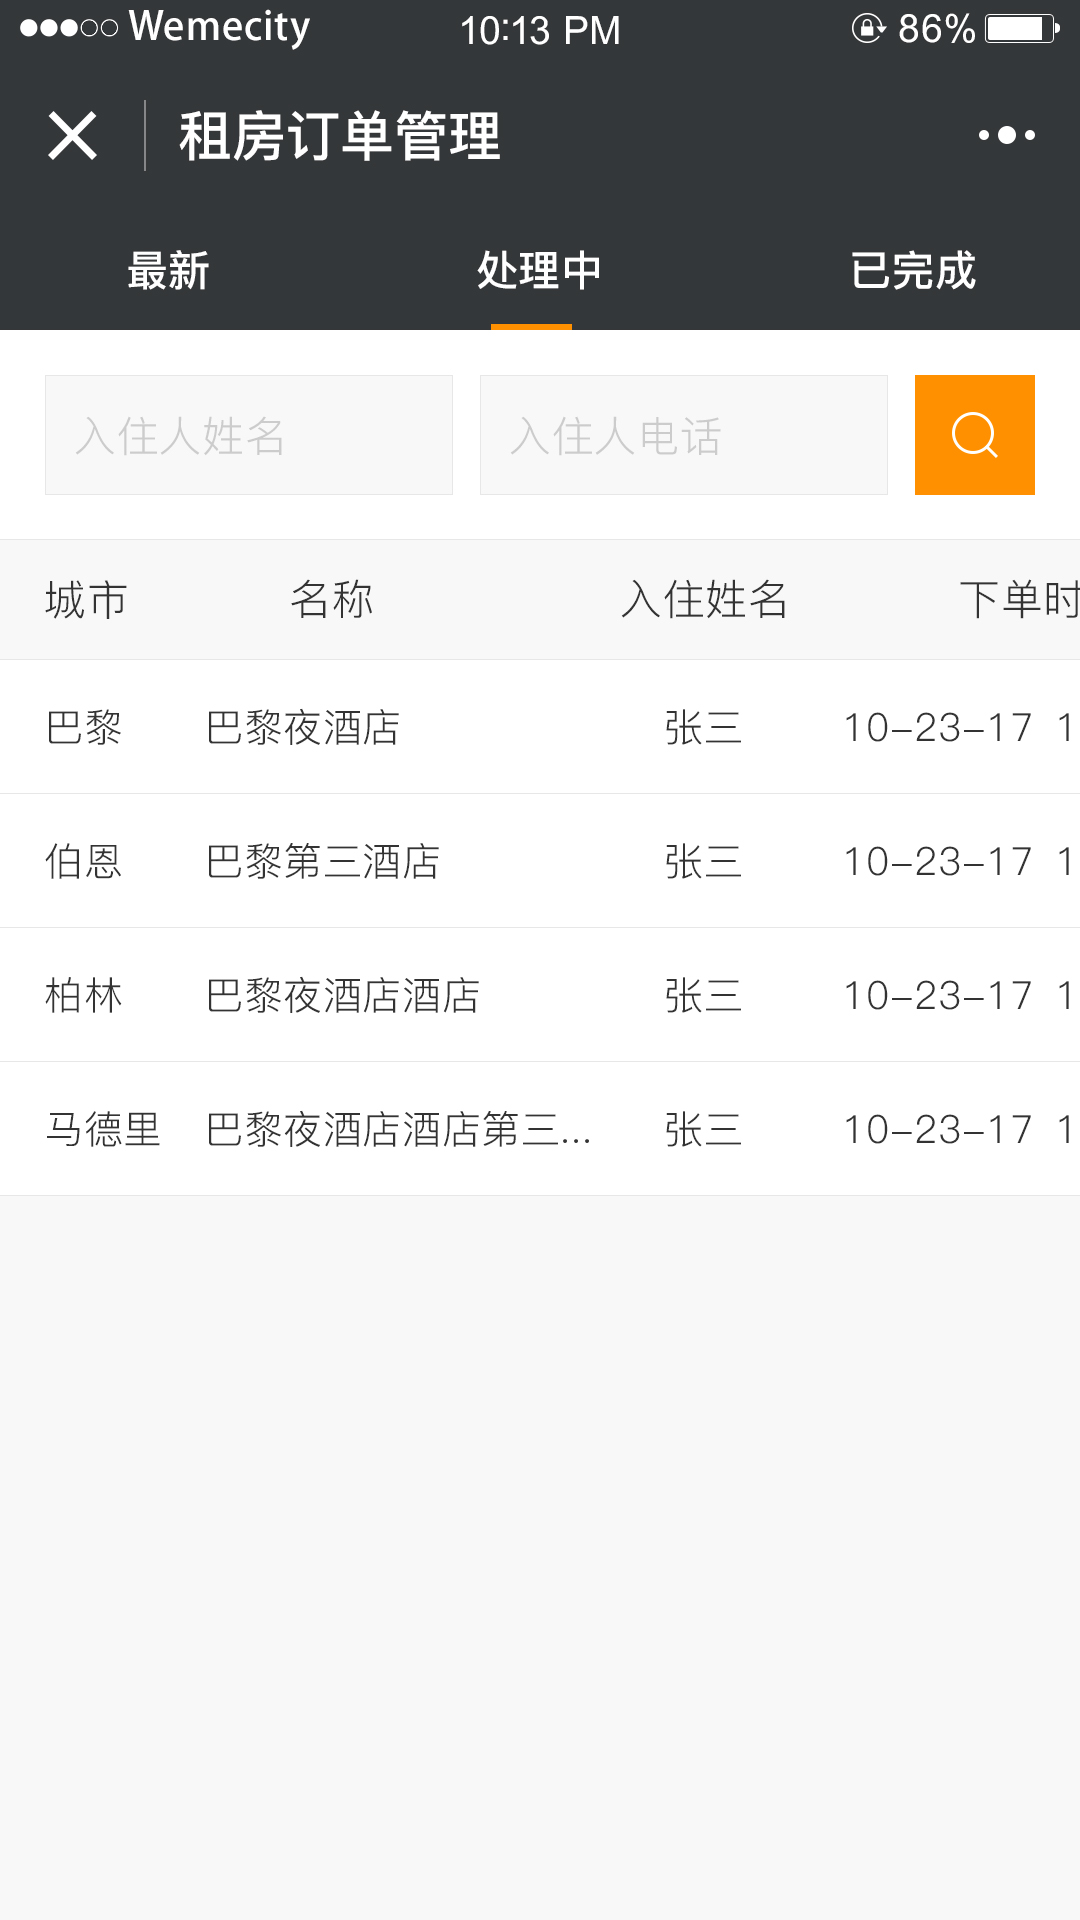 Wemecity 10:13 PM 86%
租房订单管理
最新 处理中 已完成
入住人姓名 入住人电话
城市 名称 入住姓名 下单时
巴黎 巴黎夜酒店 张三 10-23-17 1
伯恩 巴黎第三酒店 张三 10-23-17 1
柏林 巴黎夜酒店酒店 张三 10-23-17 1
马德里 巴黎夜酒店酒店第三... 张三 10-23-17 1